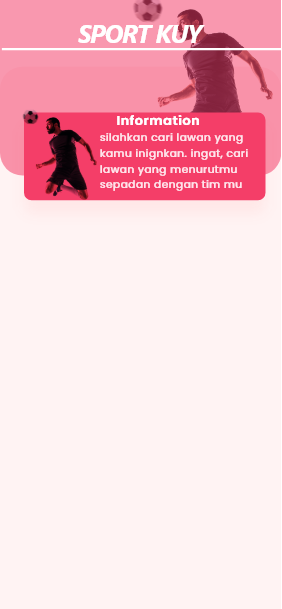 SPORT KUY
Information
silahkan cari lawan yang
kamu inignkan. ingat, cari
lawan yang menurutmu
sepadan dengan tim mu